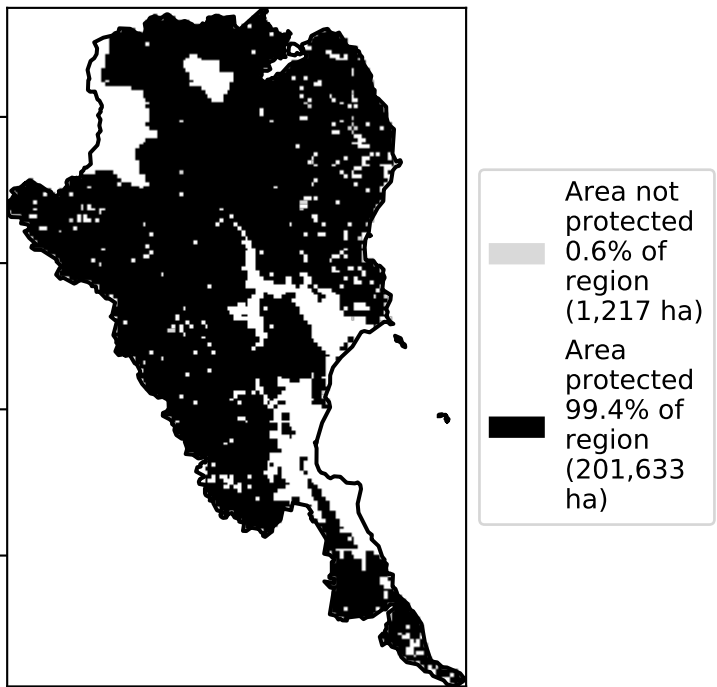 Area not
protected
0.6% of
region
(1,217 ha)
Area
protected
99.4% of
region
(201,633
ha)